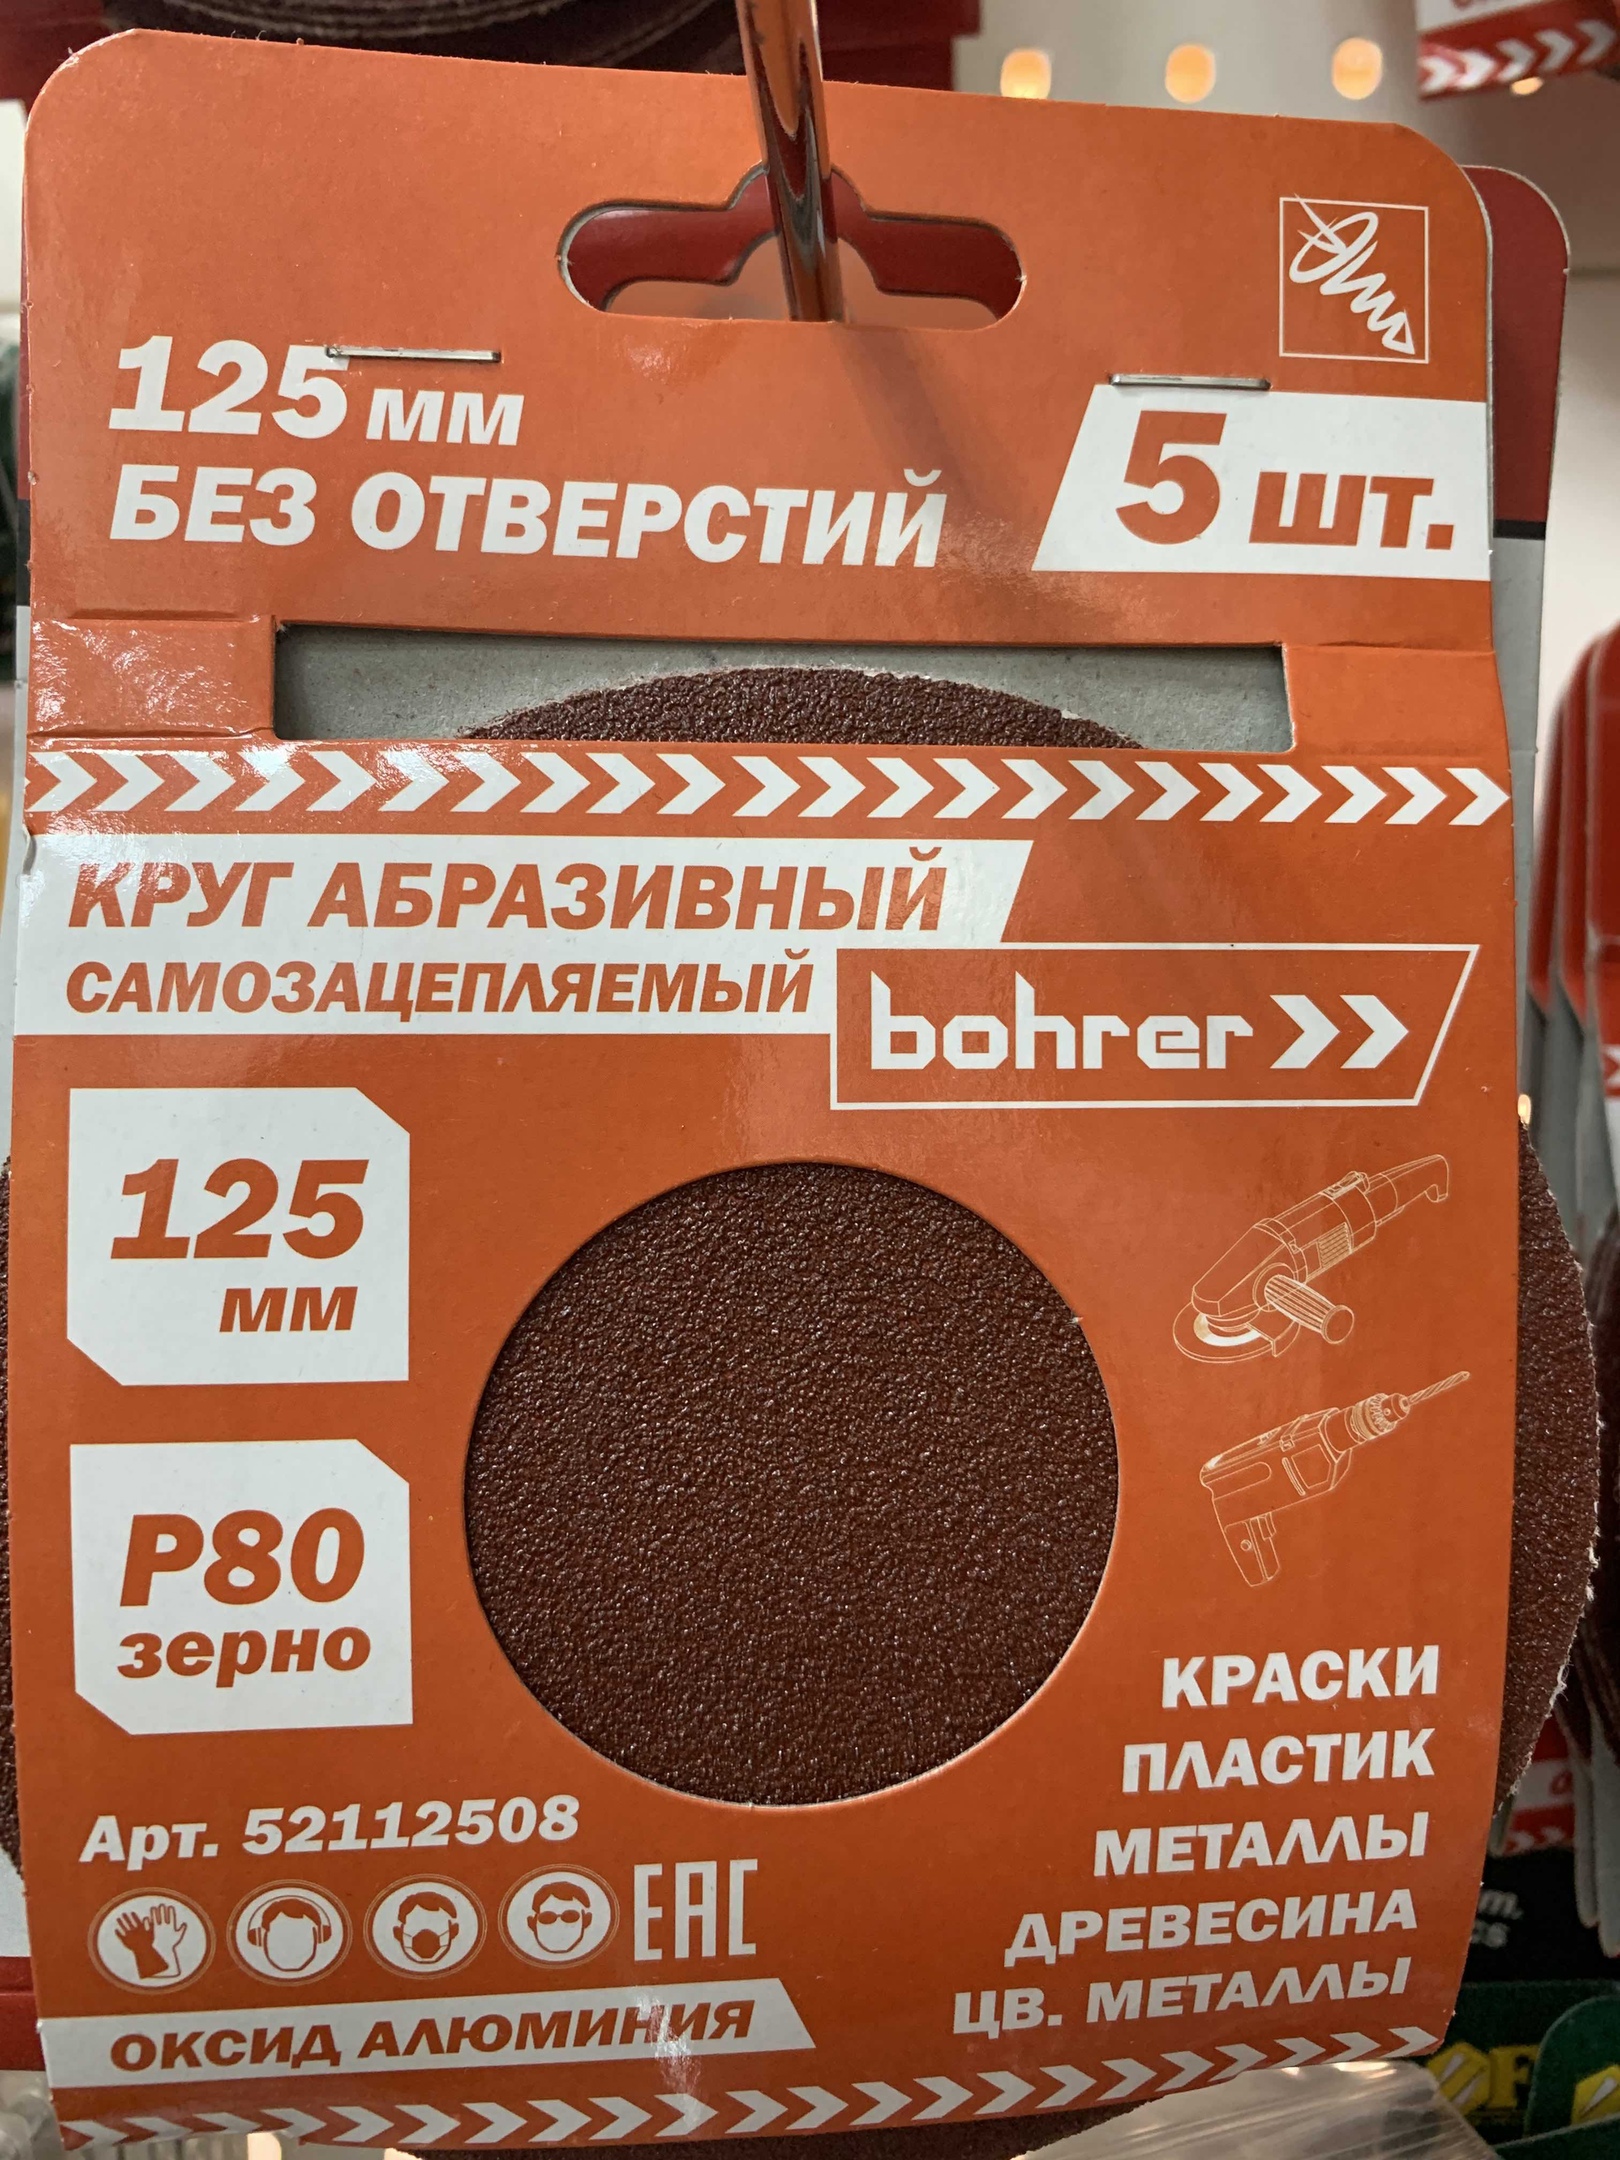 125 мм
БЕЗ ОТВЕРСТИЙ
5 шт.
КРУГ АБРАЗИВНЫЙ
САМОЗАЦЕПЛЯЕМЫЙ
bohrer
125
мм
P80
зерно
КРАСКИ
ПЛАСТИК
МЕТАЛЛЫ
ДРЕВЕСИНА
ЦВ. МЕТАЛЛЫ
Арт. 52112508
EAC
ОКСИД АЛЮМИНИЯ